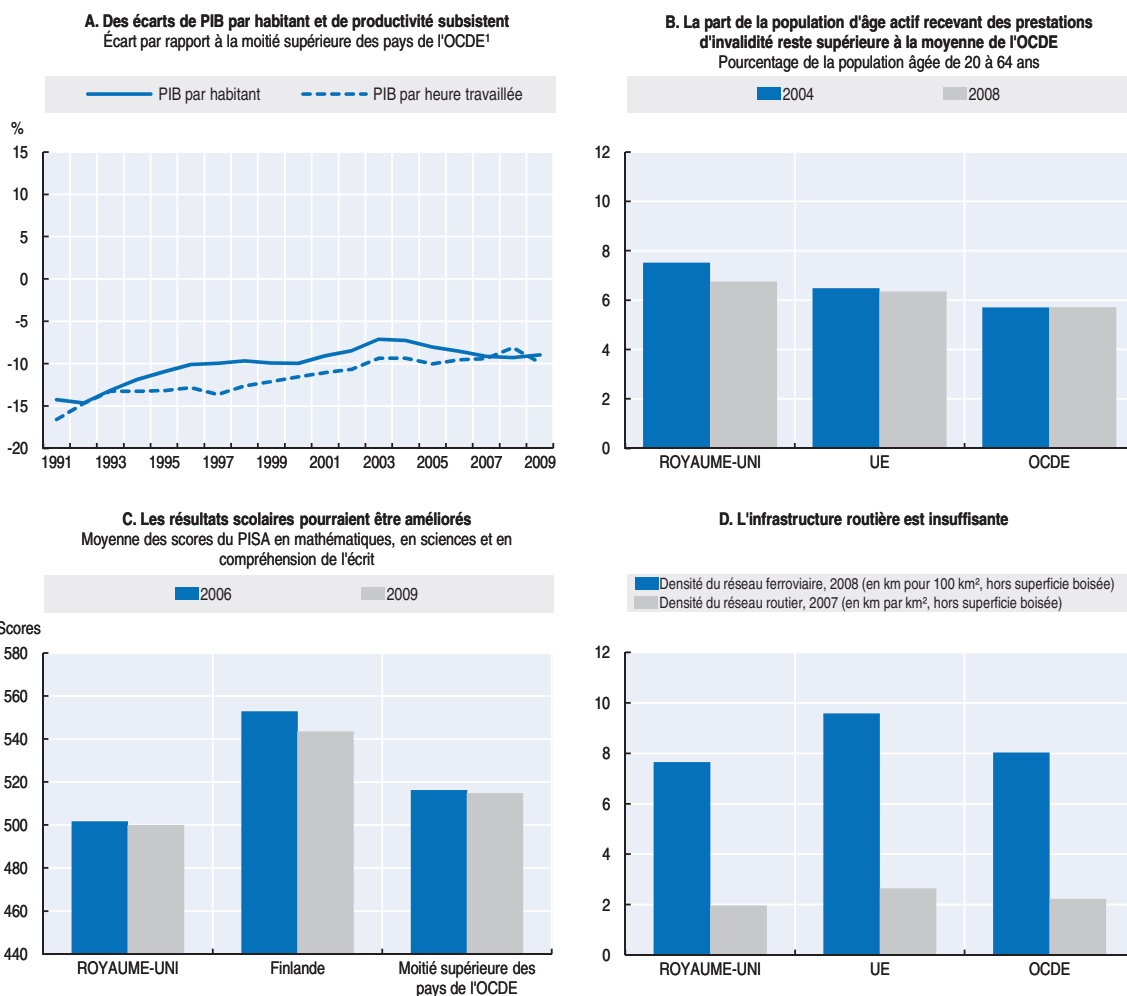 A. Des écarts de PIB par habitant et de productivité subsistent
Écart par rapport à la moitié supérieure des pays de l'OCDE¹
PIB par habitant
PIB par heure travaillée
%
15
10
5
0
-5
-10
-15
-20
1991 1993 1995 1997 1999 2001 2003 2005 2007 2009
B. La part de la population d'âge actif recevant des prestations
d'invalidité reste supérieure à la moyenne de l'OCDE
Pourcentage de la population âgée de 20 à 64 ans
2004
2008
12
10
8
6
4
2
0
ROYAUME-UNI UE OCDE
C. Les résultats scolaires pourraient être améliorés
Moyenne des scores du PISA en mathématiques, en sciences et en
compréhension de l'écrit
2006
2009
Scores
580
560
540
520
500
480
460
440
ROYAUME-UNI Finlande Moitié supérieure des
pays de l'OCDE
D. L'infrastructure routière est insuffisante
Densité du réseau ferroviaire, 2008 (en km pour 100 km², hors superficie boisée)
Densité du réseau routier, 2007 (en km par km², hors superficie boisée)
12
10
8
6
4
2
0
ROYAUME-UNI UE OCDE